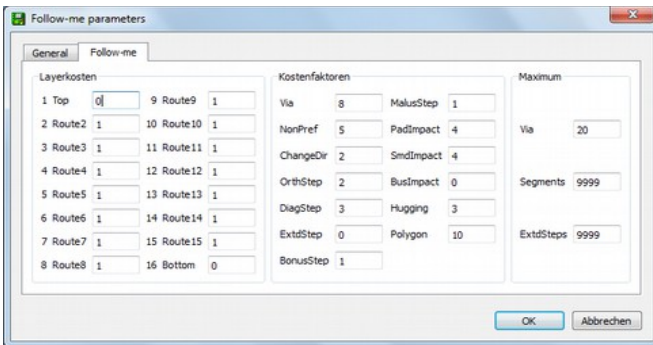 Follow-me parameters
General Follow-me
Layerkosten Kostenfaktoren Maximum
1 Top 0 9 Route9 1 Via 8 MalusStep 1
2 Route2 1 10 Route10 1 NonPref 5 PadImpact 4 Via 20
3 Route3 1 11 Route11 1 ChangeDir 2 SmdImpact 4
4 Route4 1 12 Route12 1 OrthStep 2 BusImpact 0 Segments 9999
5 Route5 1 13 Route13 1 DiagStep 3 Hugging 3
6 Route6 1 14 Route14 1 ExtdStep 0 Polygon 10 ExtdSteps 9999
7 Route7 1 15 Route15 1 BonusStep 1
8 Route8 1 16 Bottom 0
OK Abbrechen